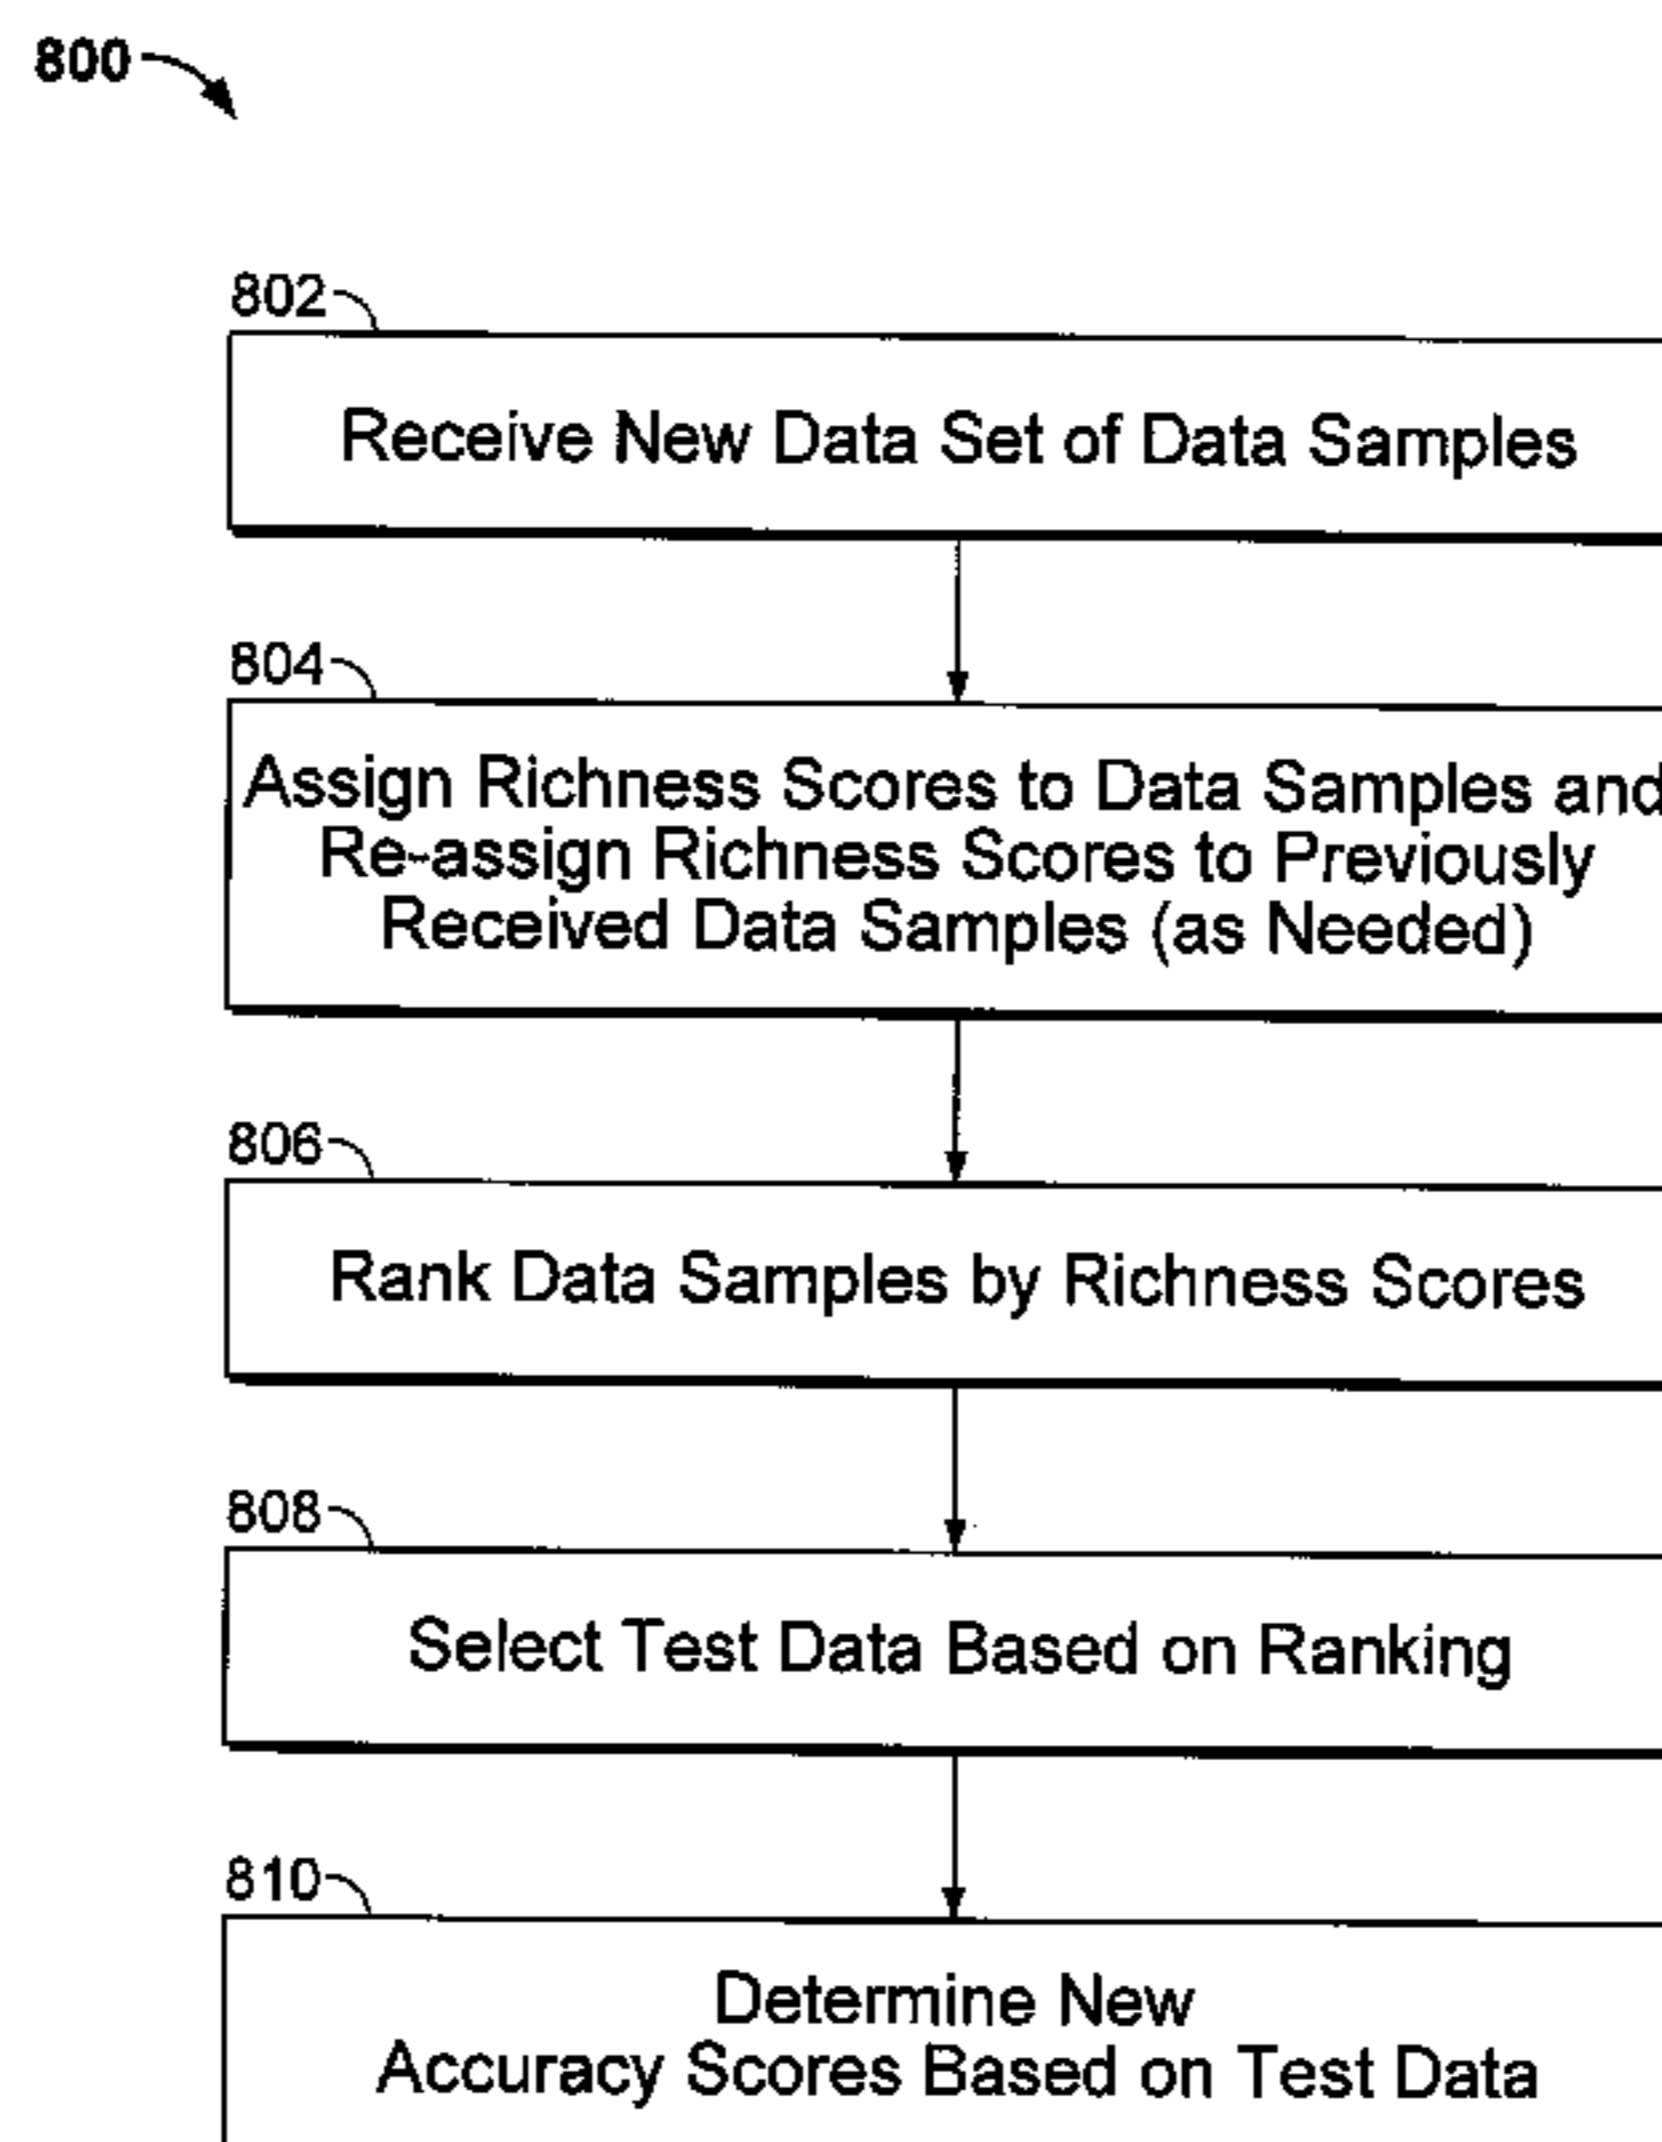 800
802
Receive New Data Set of Data Samples
804
Assign Richness Scores to Data Samples and
Re-assign Richness Scores to Previously
Received Data Samples (as Needed)
806
Rank Data Samples by Richness Scores
808
Select Test Data Based on Ranking
810
Determine New
Accuracy Scores Based on Test Data